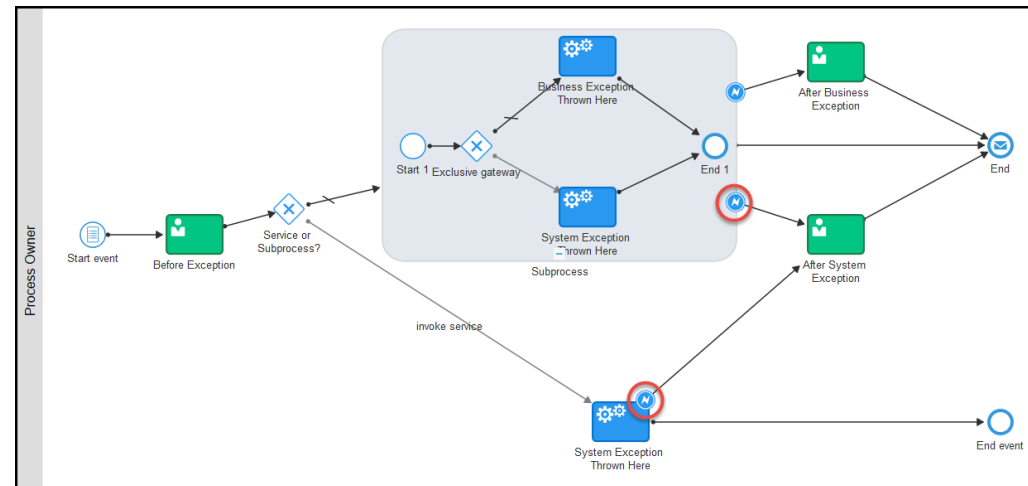 Process Owner
Start event
Before Exception
Service or
Subprocess?
Start 1
Exclusive gateway
Business Exception
Thrown Here
System Exception
Thrown Here
End 1
Subprocess
After Business
Exception
End
After System
Exception
invoke service
System Exception
Thrown Here
End event